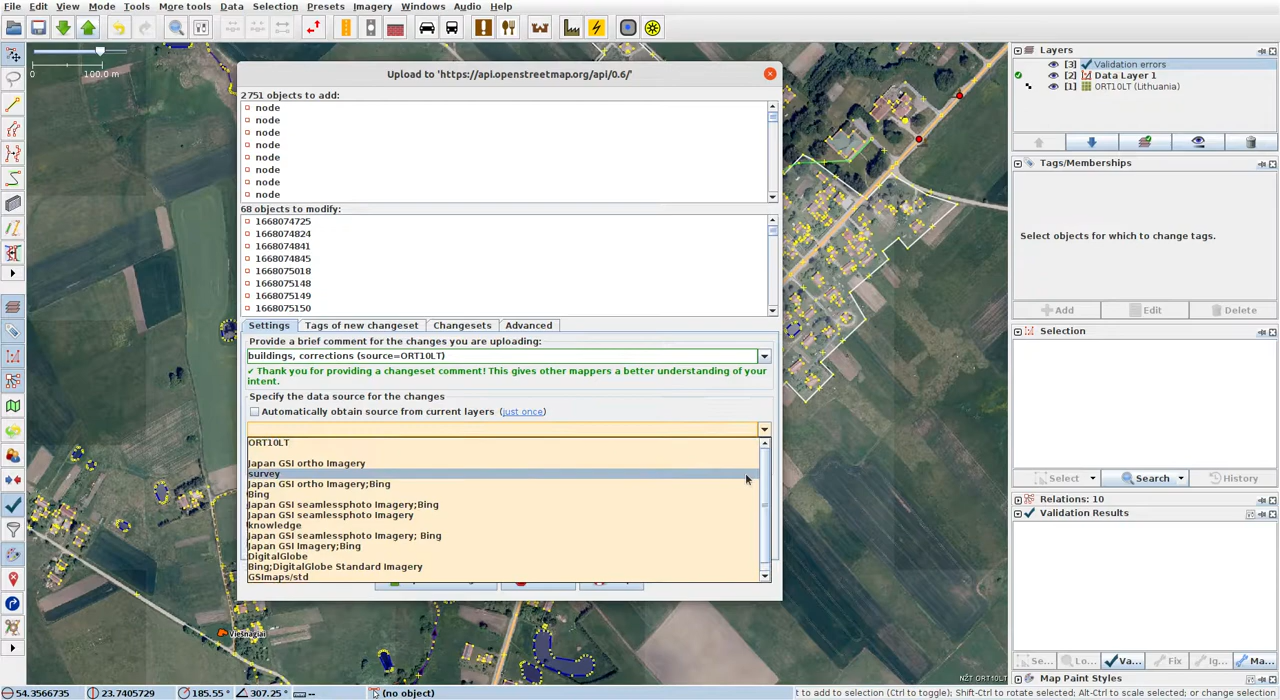 File Edit View Mode Tools More tools Data Selection Presets Imagery Windows Audio Help
0 100.0 m
Upload to 'https://api.openstreetmap.org/api/0.6/'
2751 objects to add:
node
node
node
node
node
node
node
node
68 objects to modify:
1668074725
1668074824
1668074841
1668074845
1668075018
1668075148
1668075149
1668075150
Settings Tags of new changeset Changesets Advanced
Provide a brief comment for the changes you are uploading:
buildings, corrections (source=ORT10LT)
✔ Thank you for providing a changeset comment! This gives other mappers a better understanding of your
intent.
Specify the data source for the changes
Automatically obtain source from current layers (just once)
ORT10LT
Japan GSI ortho Imagery
survey
Japan GSI ortho Imagery;Bing
Bing
Japan GSI seamlessphoto Imagery;Bing
Japan GSI seamlessphoto Imagery
knowledge
Japan GSI seamlessphoto Imagery; Bing
Japan GSI Imagery;Bing
DigitalGlobe
Bing;DigitalGlobe Standard Imagery
GSImaps/std
Viešnagiai
NŽT ORT10LT
Layers
[3] Validation errors
[2] Data Layer 1
[1] ORT10LT (Lithuania)
Tags/Memberships
Select objects for which to change tags.
Add Edit Delete
Selection
Select Search History
Relations: 10
Validation Results
Se... Lo... Va... Fix Ig... Ma...
Map Paint Styles
54.3566735 23.7405729 185.55 ° 307.25 ° -- (no object) t to add to selection (Ctrl to toggle); Shift-Ctrl to rotate selected; Alt-Ctrl to scale selected; or change selection